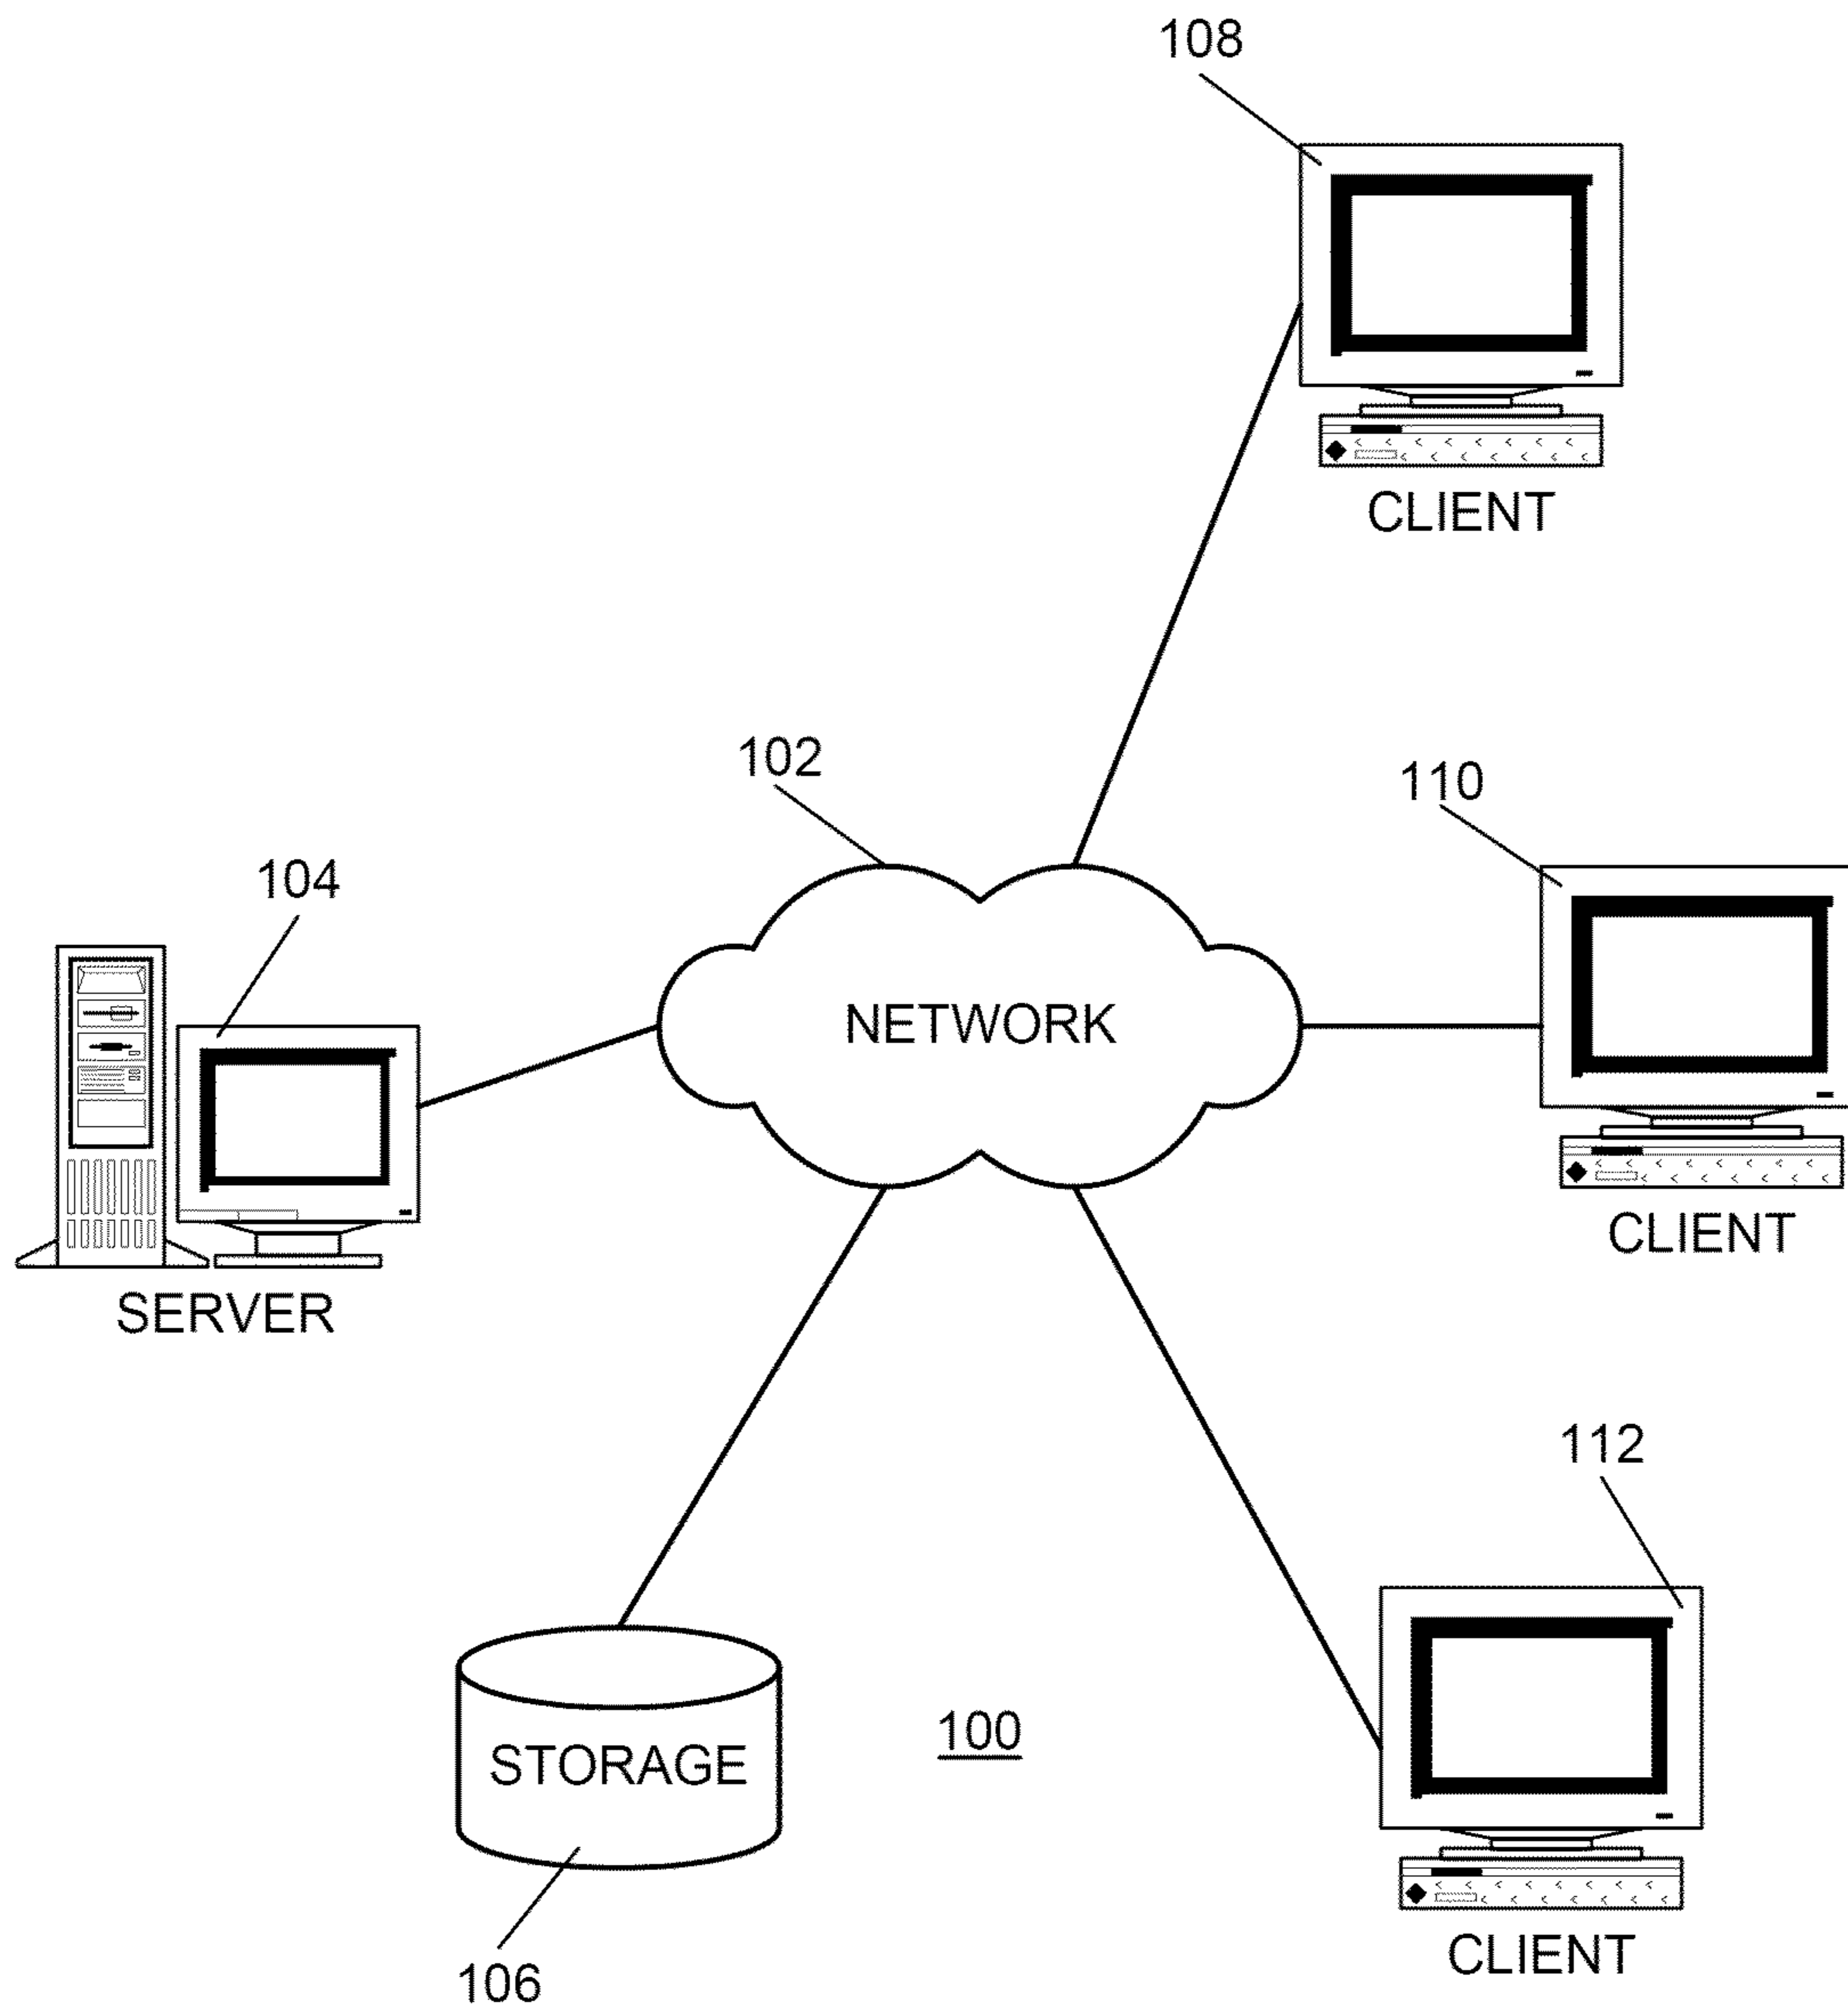 108
CLIENT
102
110
104
NETWORK
CLIENT
SERVER
112
100
STORAGE
106
CLIENT